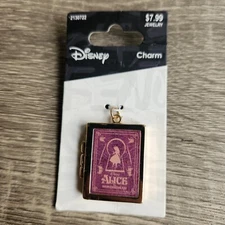 2139703
$7.99
JEWELRY
Disney
Charm
ALICE